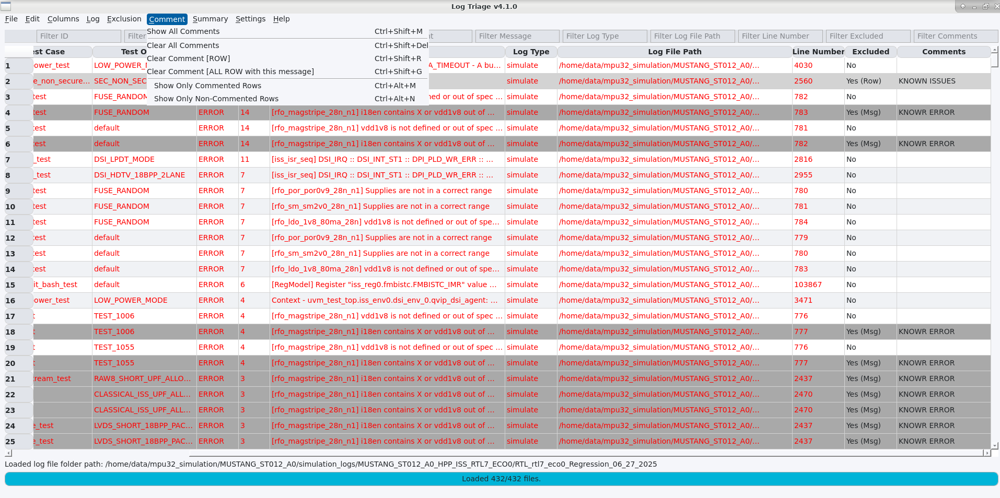 Log Triage v4.1.0
File Edit Columns Log Exclusion Comment Summary Settings Help
Show All Comments Ctrl+Shift+M
Filter ID Filter nt Filter Message Filter Log Type Filter Log File Path Filter Line Number Filter Excluded Filter Comments
Clear All Comments Ctrl+Shift+Del
est Case Test O Log Type Log File Path Line Number Excluded Comments
Clear Comment [ROW] Ctrl+Shift+R
1 ower_test LOW_POWER_ A_TIMEOUT - A bu... simulate /home/data/mpu32_simulation/MUSTANG_ST012_A0/... 4030 No
Clear Comment [ALL ROW with this message] Ctrl+Shift+G
2 e_non_secure... SEC_NON_SEC simulate /home/data/mpu32_simulation/MUSTANG_ST012_A0/... 2560 Yes (Row) KNOWN ISSUES
Show Only Commented Rows Ctrl+Alt+M
3 test FUSE_RANDOM ned or out of spec ... simulate /home/data/mpu32_simulation/MUSTANG_ST012_A0/... 782 No
Show Only Non-Commented Rows Ctrl+Alt+N
4 test FUSE_RANDOM ERROR 14 [rfo_magstripe_28n_n1] i18en contains X or vdd1v8 out of ... simulate /home/data/mpu32_simulation/MUSTANG_ST012_A0/... 783 Yes (Msg) KNOWR ERROR
5 test default ERROR 14 [rfo_magstripe_28n_n1] vdd1v8 is not defined or out of spec ... simulate /home/data/mpu32_simulation/MUSTANG_ST012_A0/... 781 No
6 test default ERROR 14 [rfo_magstripe_28n_n1] i18en contains X or vdd1v8 out of ... simulate /home/data/mpu32_simulation/MUSTANG_ST012_A0/... 782 Yes (Msg) KNOWR ERROR
7 _test DSI_LPDT_MODE ERROR 11 [iss_isr_seq] DSI_IRQ :: DSI_INT_ST1 :: DPI_PLD_WR_ERR :: ... simulate /home/data/mpu32_simulation/MUSTANG_ST012_A0/... 2816 No
8 _test DSI_HDTV_18BPP_2LANE ERROR 7 [iss_isr_seq] DSI_IRQ :: DSI_INT_ST1 :: DPI_PLD_WR_ERR :: ... simulate /home/data/mpu32_simulation/MUSTANG_ST012_A0/... 2955 No
9 test FUSE_RANDOM ERROR 7 [rfo_por_por0v9_28n_n1] Supplies are not in a correct range simulate /home/data/mpu32_simulation/MUSTANG_ST012_A0/... 780 No
10 test FUSE_RANDOM ERROR 7 [rfo_sm_sm2v0_28n_n1] Supplies are not in a correct range simulate /home/data/mpu32_simulation/MUSTANG_ST012_A0/... 781 No
11 test FUSE_RANDOM ERROR 7 [rfo_ldo_1v8_80ma_28n] vdd1v8 is not defined or out of spe... simulate /home/data/mpu32_simulation/MUSTANG_ST012_A0/... 784 No
12 test default ERROR 7 [rfo_por_por0v9_28n_n1] Supplies are not in a correct range simulate /home/data/mpu32_simulation/MUSTANG_ST012_A0/... 779 No
13 test default ERROR 7 [rfo_sm_sm2v0_28n_n1] Supplies are not in a correct range simulate /home/data/mpu32_simulation/MUSTANG_ST012_A0/... 780 No
14 test default ERROR 7 [rfo_ldo_1v8_80ma_28n] vdd1v8 is not defined or out of spe... simulate /home/data/mpu32_simulation/MUSTANG_ST012_A0/... 783 No
15 it_bash_test default ERROR 6 [RegModel] Register "iss_reg0.fmbistc.FMBISTC_IMR" value ... simulate /home/data/mpu32_simulation/MUSTANG_ST012_A0/... 103867 No
16 ower_test LOW_POWER_MODE ERROR 4 Context - uvm_test_top.iss_env0.dsi_env_0.qvip_dsi_agent: ... simulate /home/data/mpu32_simulation/MUSTANG_ST012_A0/... 3471 No
17 t TEST_1006 ERROR 4 [rfo_magstripe_28n_n1] vdd1v8 is not defined or out of spec ... simulate /home/data/mpu32_simulation/MUSTANG_ST012_A0/... 776 No
18 t TEST_1006 ERROR 4 [rfo_magstripe_28n_n1] i18en contains X or vdd1v8 out of ... simulate /home/data/mpu32_simulation/MUSTANG_ST012_A0/... 777 Yes (Msg) KNOWR ERROR
19 t TEST_1055 ERROR 4 [rfo_magstripe_28n_n1] vdd1v8 is not defined or out of spec ... simulate /home/data/mpu32_simulation/MUSTANG_ST012_A0/... 776 No
20 t TEST_1055 ERROR 4 [rfo_magstripe_28n_n1] i18en contains X or vdd1v8 out of ... simulate /home/data/mpu32_simulation/MUSTANG_ST012_A0/... 777 Yes (Msg) KNOWR ERROR
21 ream_test RAW8_SHORT_UPF_ALLO... ERROR 3 [rfo_magstripe_28n_n1] i18en contains X or vdd1v8 out of ... simulate /home/data/mpu32_simulation/MUSTANG_ST012_A0/... 2437 Yes (Msg) KNOWR ERROR
22 CLASSICAL_ISS_UPF_ALL... ERROR 3 [rfo_magstripe_28n_n1] i18en contains X or vdd1v8 out of ... simulate /home/data/mpu32_simulation/MUSTANG_ST012_A0/... 2470 Yes (Msg) KNOWR ERROR
23 CLASSICAL_ISS_UPF_ALL... ERROR 3 [rfo_magstripe_28n_n1] i18en contains X or vdd1v8 out of ... simulate /home/data/mpu32_simulation/MUSTANG_ST012_A0/... 2470 Yes (Msg) KNOWR ERROR
24 e_test LVDS_SHORT_18BPP_PAC... ERROR 3 [rfo_magstripe_28n_n1] i18en contains X or vdd1v8 out of ... simulate /home/data/mpu32_simulation/MUSTANG_ST012_A0/... 2437 Yes (Msg) KNOWR ERROR
25 e_test LVDS_SHORT_18BPP_PAC... ERROR 3 [rfo_magstripe_28n_n1] i18en contains X or vdd1v8 out of ... simulate /home/data/mpu32_simulation/MUSTANG_ST012_A0/... 2437 Yes (Msg) KNOWR ERROR
Loaded log file folder path: /home/data/mpu32_simulation/MUSTANG_ST012_A0/simulation_logs/MUSTANG_ST012_A0_HPP_ISS_RTL7_ECO0/RTL_rtl7_eco0_Regression_06_27_2025
Loaded 432/432 files.